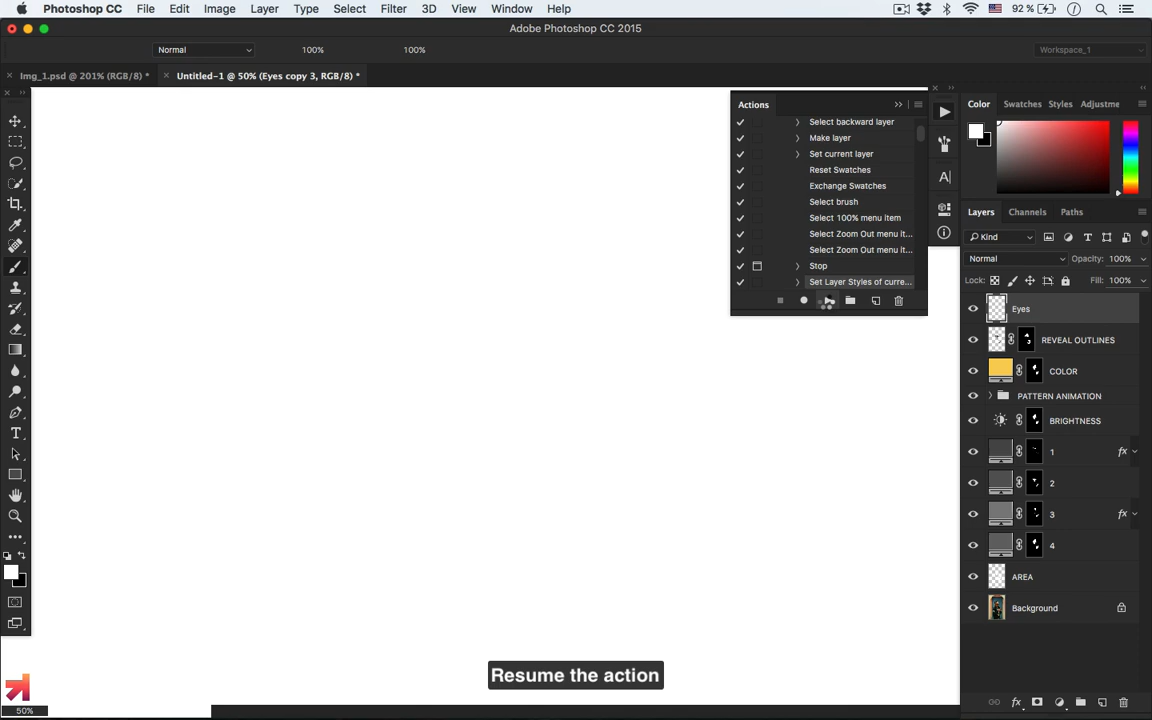 Photoshop CC File Edit Image Layer Type Select Filter 3D View Window Help 92 %
Adobe Photoshop CC 2015
Normal 100% 100% Workspace_1
Img_1.psd @ 201% (RGB/8) * Untitled-1 @ 50% (Eyes copy 3, RGB/8) *
Actions
Select backward layer
Make layer
Set current layer
Reset Swatches
Exchange Swatches
Select brush
Select 100% menu item
Select Zoom Out menu it...
Select Zoom Out menu it...
Stop
Set Layer Styles of curre...
Color Swatches Styles Adjustme
Layers Channels Paths
Kind
Normal Opacity: 100%
Lock: Fill: 100%
Eyes
REVEAL OUTLINES
COLOR
PATTERN ANIMATION
BRIGHTNESS
1 fx
2
3 fx
4
AREA
Background
Resume the action
50%
fx